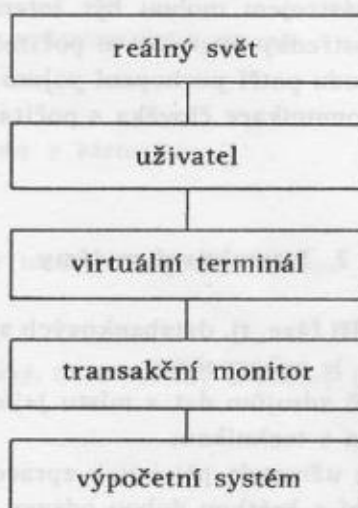 reálný svět
uživatel
virtuální terminál
transakční monitor
výpočetní systém